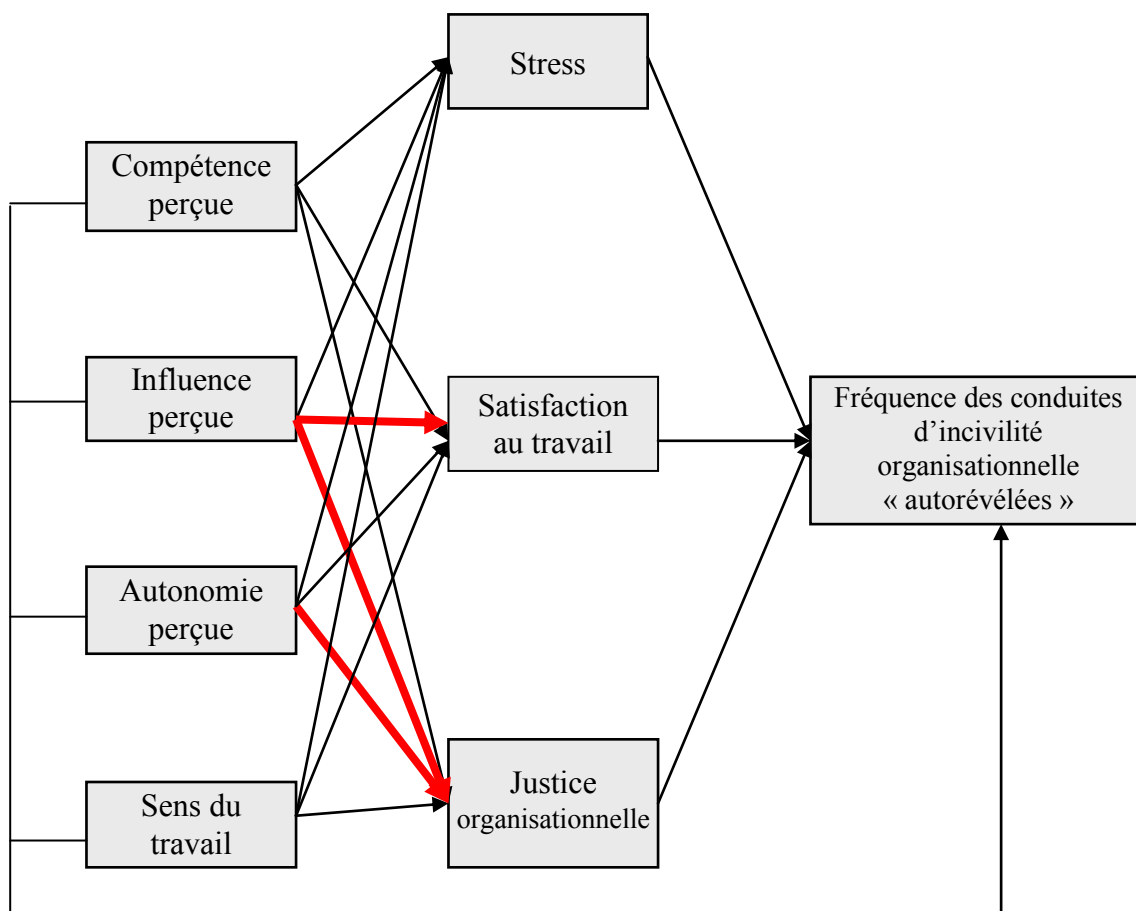 Stress
Compétence
perçue
Influence
perçue
Satisfaction
au travail
Fréquence des conduites
d’incivilité
organisationnelle
« autorévélées »
Autonomie
perçue
Sens du
travail
Justice
organisationnelle